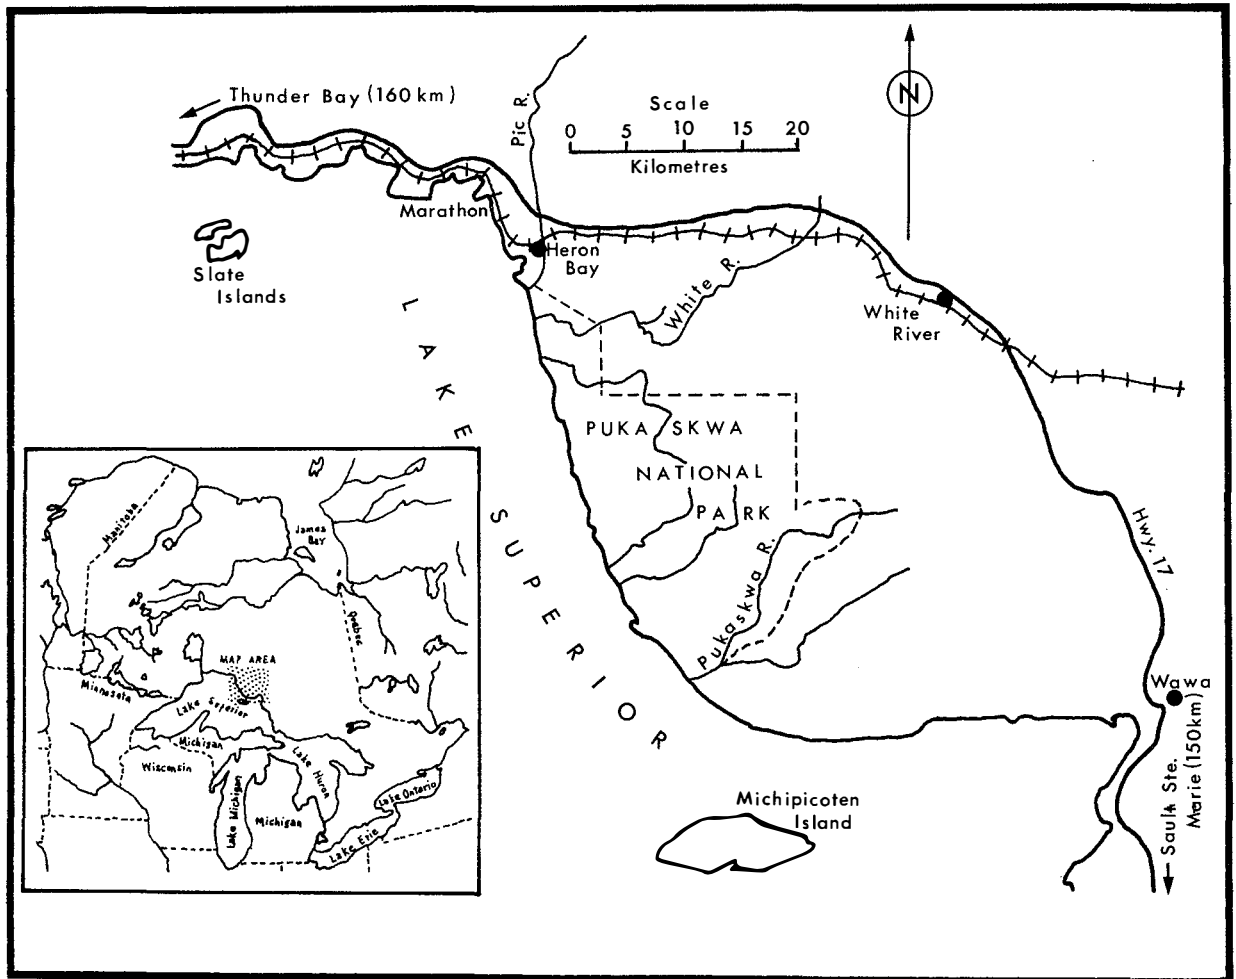 Thunder Bay (160 km)
Pic R.
Scale
0 5 10 15 20
Kilometres
N
Marathon
Heron
Bay
Slate
Islands
White R.
White
River
LAKE SUPERIOR
PUKASKWA
NATIONAL
PARK
Pukaskwa R.
Hwy. 17
Wawa
Sault Ste.
Marie (150km)
Michipicoten
Island
Manitoba
James
Bay
Quebec
MAP AREA
Minnesota
Lake Superior
Michigan
Wisconsin
Lake Michigan
Michigan
Lake Huron
Lake Ontario
Lake Erie